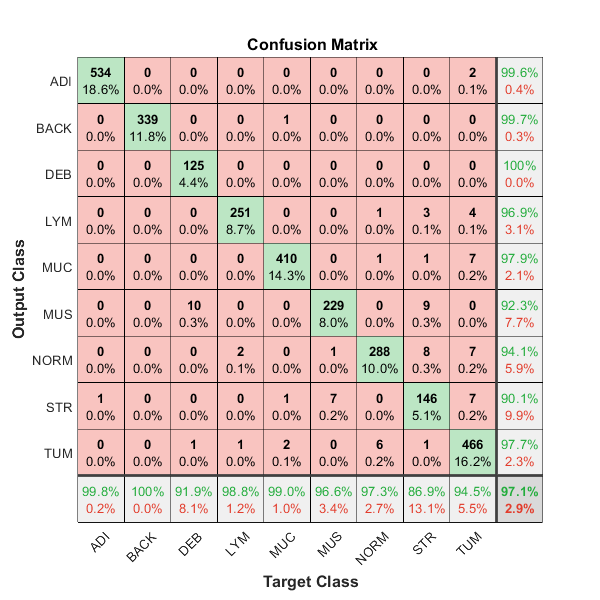 Confusion Matrix
ADI 534 0 0 0 0 0 0 0 2 99.6%
18.6% 0.0% 0.0% 0.0% 0.0% 0.0% 0.0% 0.0% 0.1% 0.4%
BACK 0 339 0 0 1 0 0 0 0 99.7%
0.0% 11.8% 0.0% 0.0% 0.0% 0.0% 0.0% 0.0% 0.0% 0.3%
DEB 0 0 125 0 0 0 0 0 0 100%
0.0% 0.0% 4.4% 0.0% 0.0% 0.0% 0.0% 0.0% 0.0% 0.0%
LYM 0 0 0 251 0 0 1 3 4 96.9%
0.0% 0.0% 0.0% 8.7% 0.0% 0.0% 0.0% 0.1% 0.1% 3.1%
MUC 0 0 0 0 410 0 1 1 7 97.9%
0.0% 0.0% 0.0% 0.0% 14.3% 0.0% 0.0% 0.0% 0.2% 2.1%
MUS 0 0 10 0 0 229 0 9 0 92.3%
0.0% 0.0% 0.3% 0.0% 0.0% 8.0% 0.0% 0.3% 0.0% 7.7%
NORM 0 0 0 2 0 1 288 8 7 94.1%
0.0% 0.0% 0.0% 0.1% 0.0% 0.0% 10.0% 0.3% 0.2% 5.9%
STR 1 0 0 0 1 7 0 146 7 90.1%
0.0% 0.0% 0.0% 0.0% 0.0% 0.2% 0.0% 5.1% 0.2% 9.9%
TUM 0 0 1 1 2 0 6 1 466 97.7%
0.0% 0.0% 0.0% 0.0% 0.1% 0.0% 0.2% 0.0% 16.2% 2.3%
99.8% 100% 91.9% 98.8% 99.0% 96.6% 97.3% 86.9% 94.5% 97.1%
0.2% 0.0% 8.1% 1.2% 1.0% 3.4% 2.7% 13.1% 5.5% 2.9%
ADI BACK DEB LYM MUC MUS NORM STR TUM
Target Class
Output Class